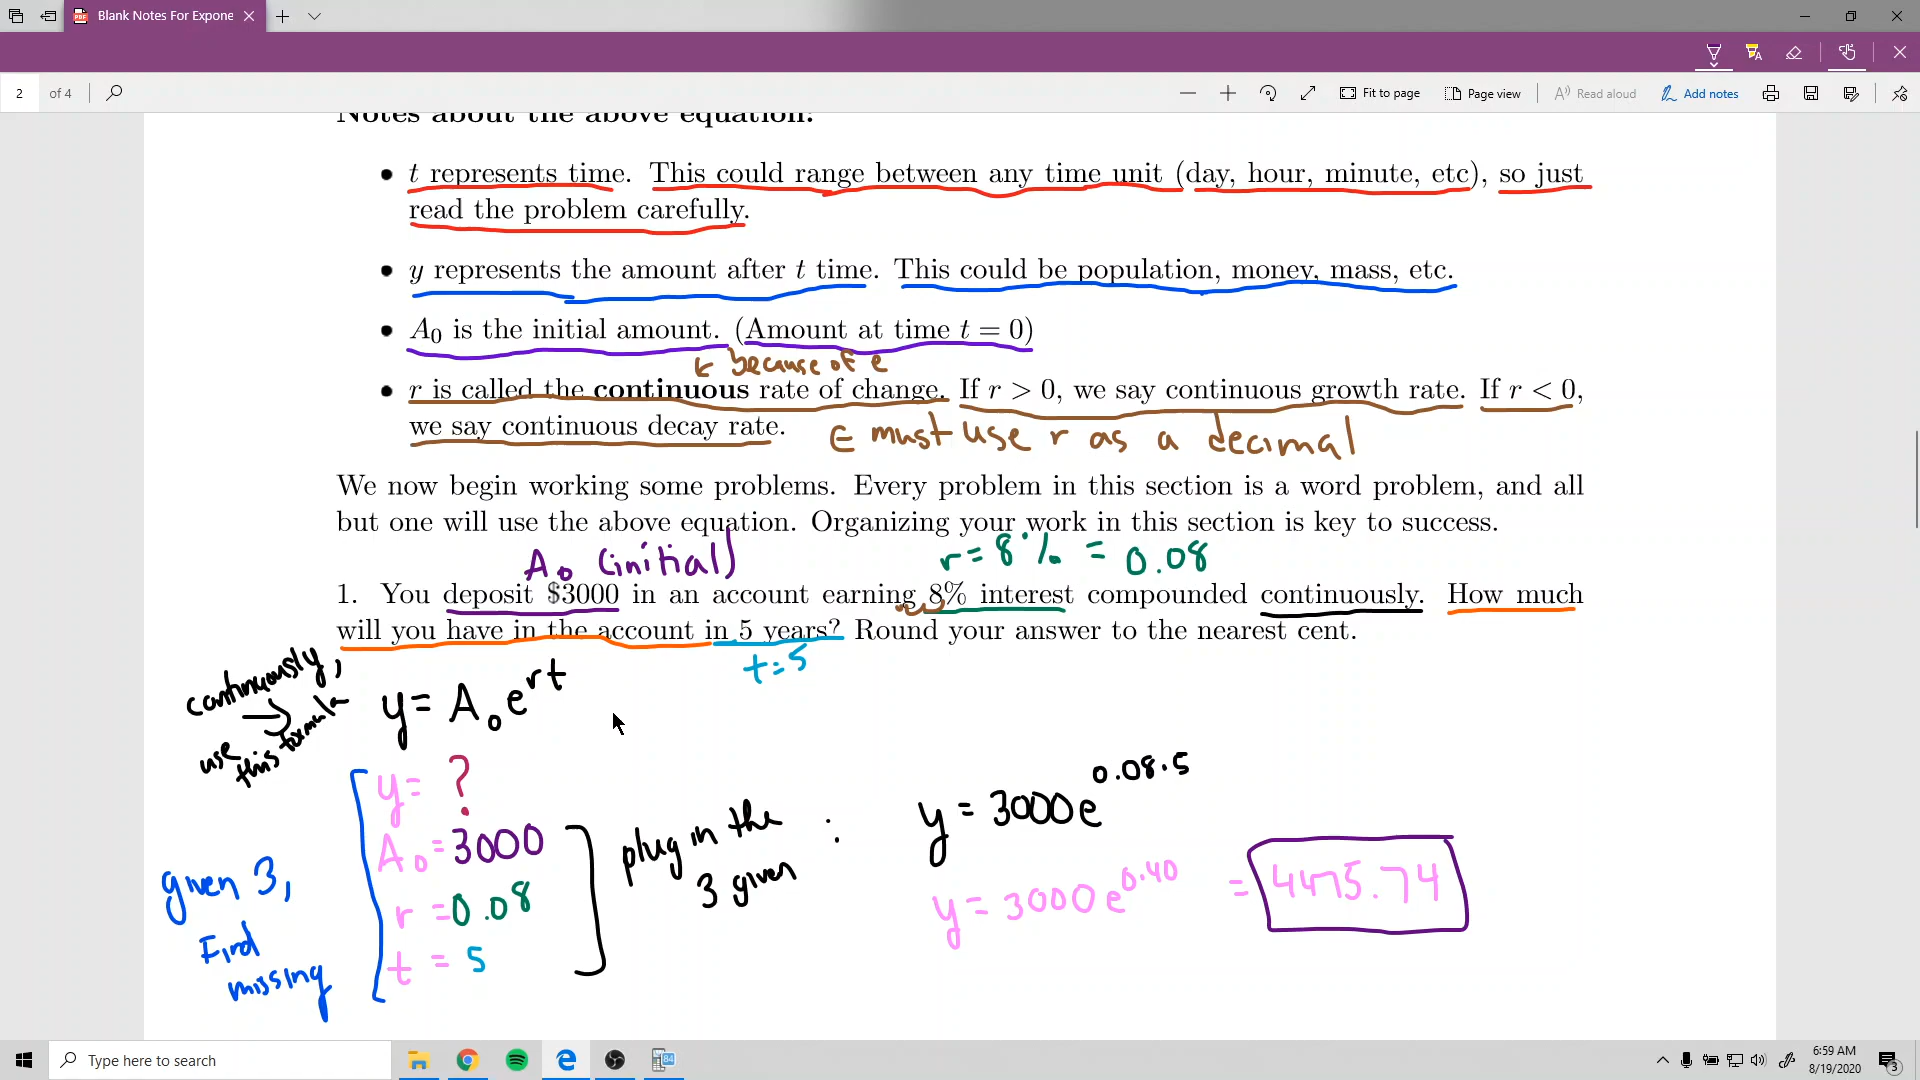 Blank Notes For Expone
2 of 4
Fit to page
Page view
Read aloud
Add notes
Notes about the above equation:
• t represents time. This could range between any time unit (day, hour, minute, etc), so just
read the problem carefully.
• y represents the amount after t time. This could be population, money, mass, etc.
• A₀ is the initial amount. (Amount at time t = 0)
because of e
• r is called the continuous rate of change. If r > 0, we say continuous growth rate. If r < 0,
we say continuous decay rate.
must use r as a decimal
We now begin working some problems. Every problem in this section is a word problem, and all
but one will use the above equation. Organizing your work in this section is key to success.
A₀ (initial)
r = 8% = 0.08
1. You deposit $3000 in an account earning 8% interest compounded continuously. How much
will you have in the account in 5 years? Round your answer to the nearest cent.
t=5
continuously,
→
use this formula
y = A₀e^rt
y = ?
A₀ = 3000
r = 0.08
t = 5
given 3,
Find
missing
plug in the
3 given
:
y = 3000e^0.08·5
y = 3000e^0.40 = 4475.74
Type here to search
84
6:59 AM
8/19/2020
3